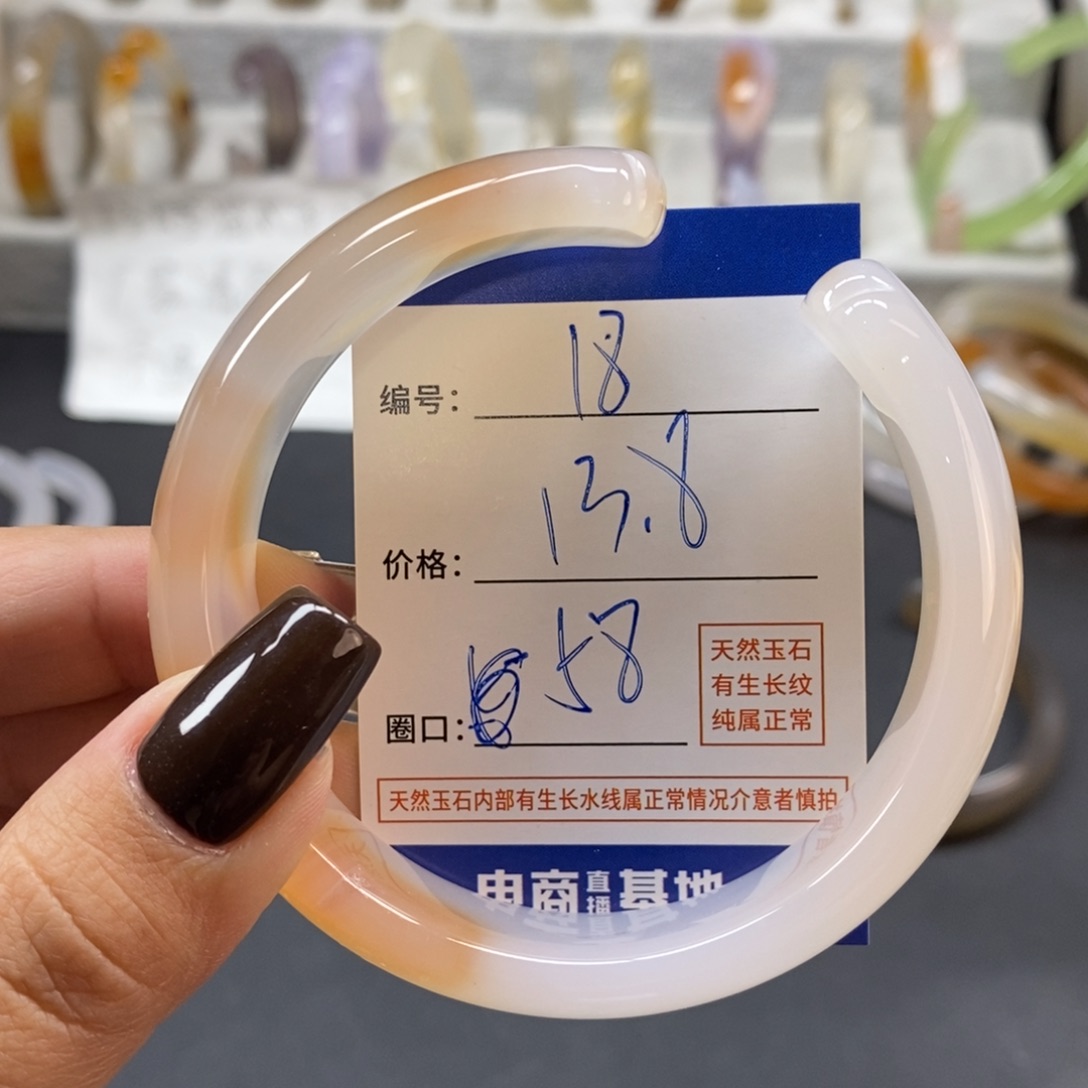 编号： 18
价格： 13.8
圈口： 58
天然玉石
有生长纹
纯属正常
天然玉石内部有生长水线属正常情况介意者慎拍
电商直播基地